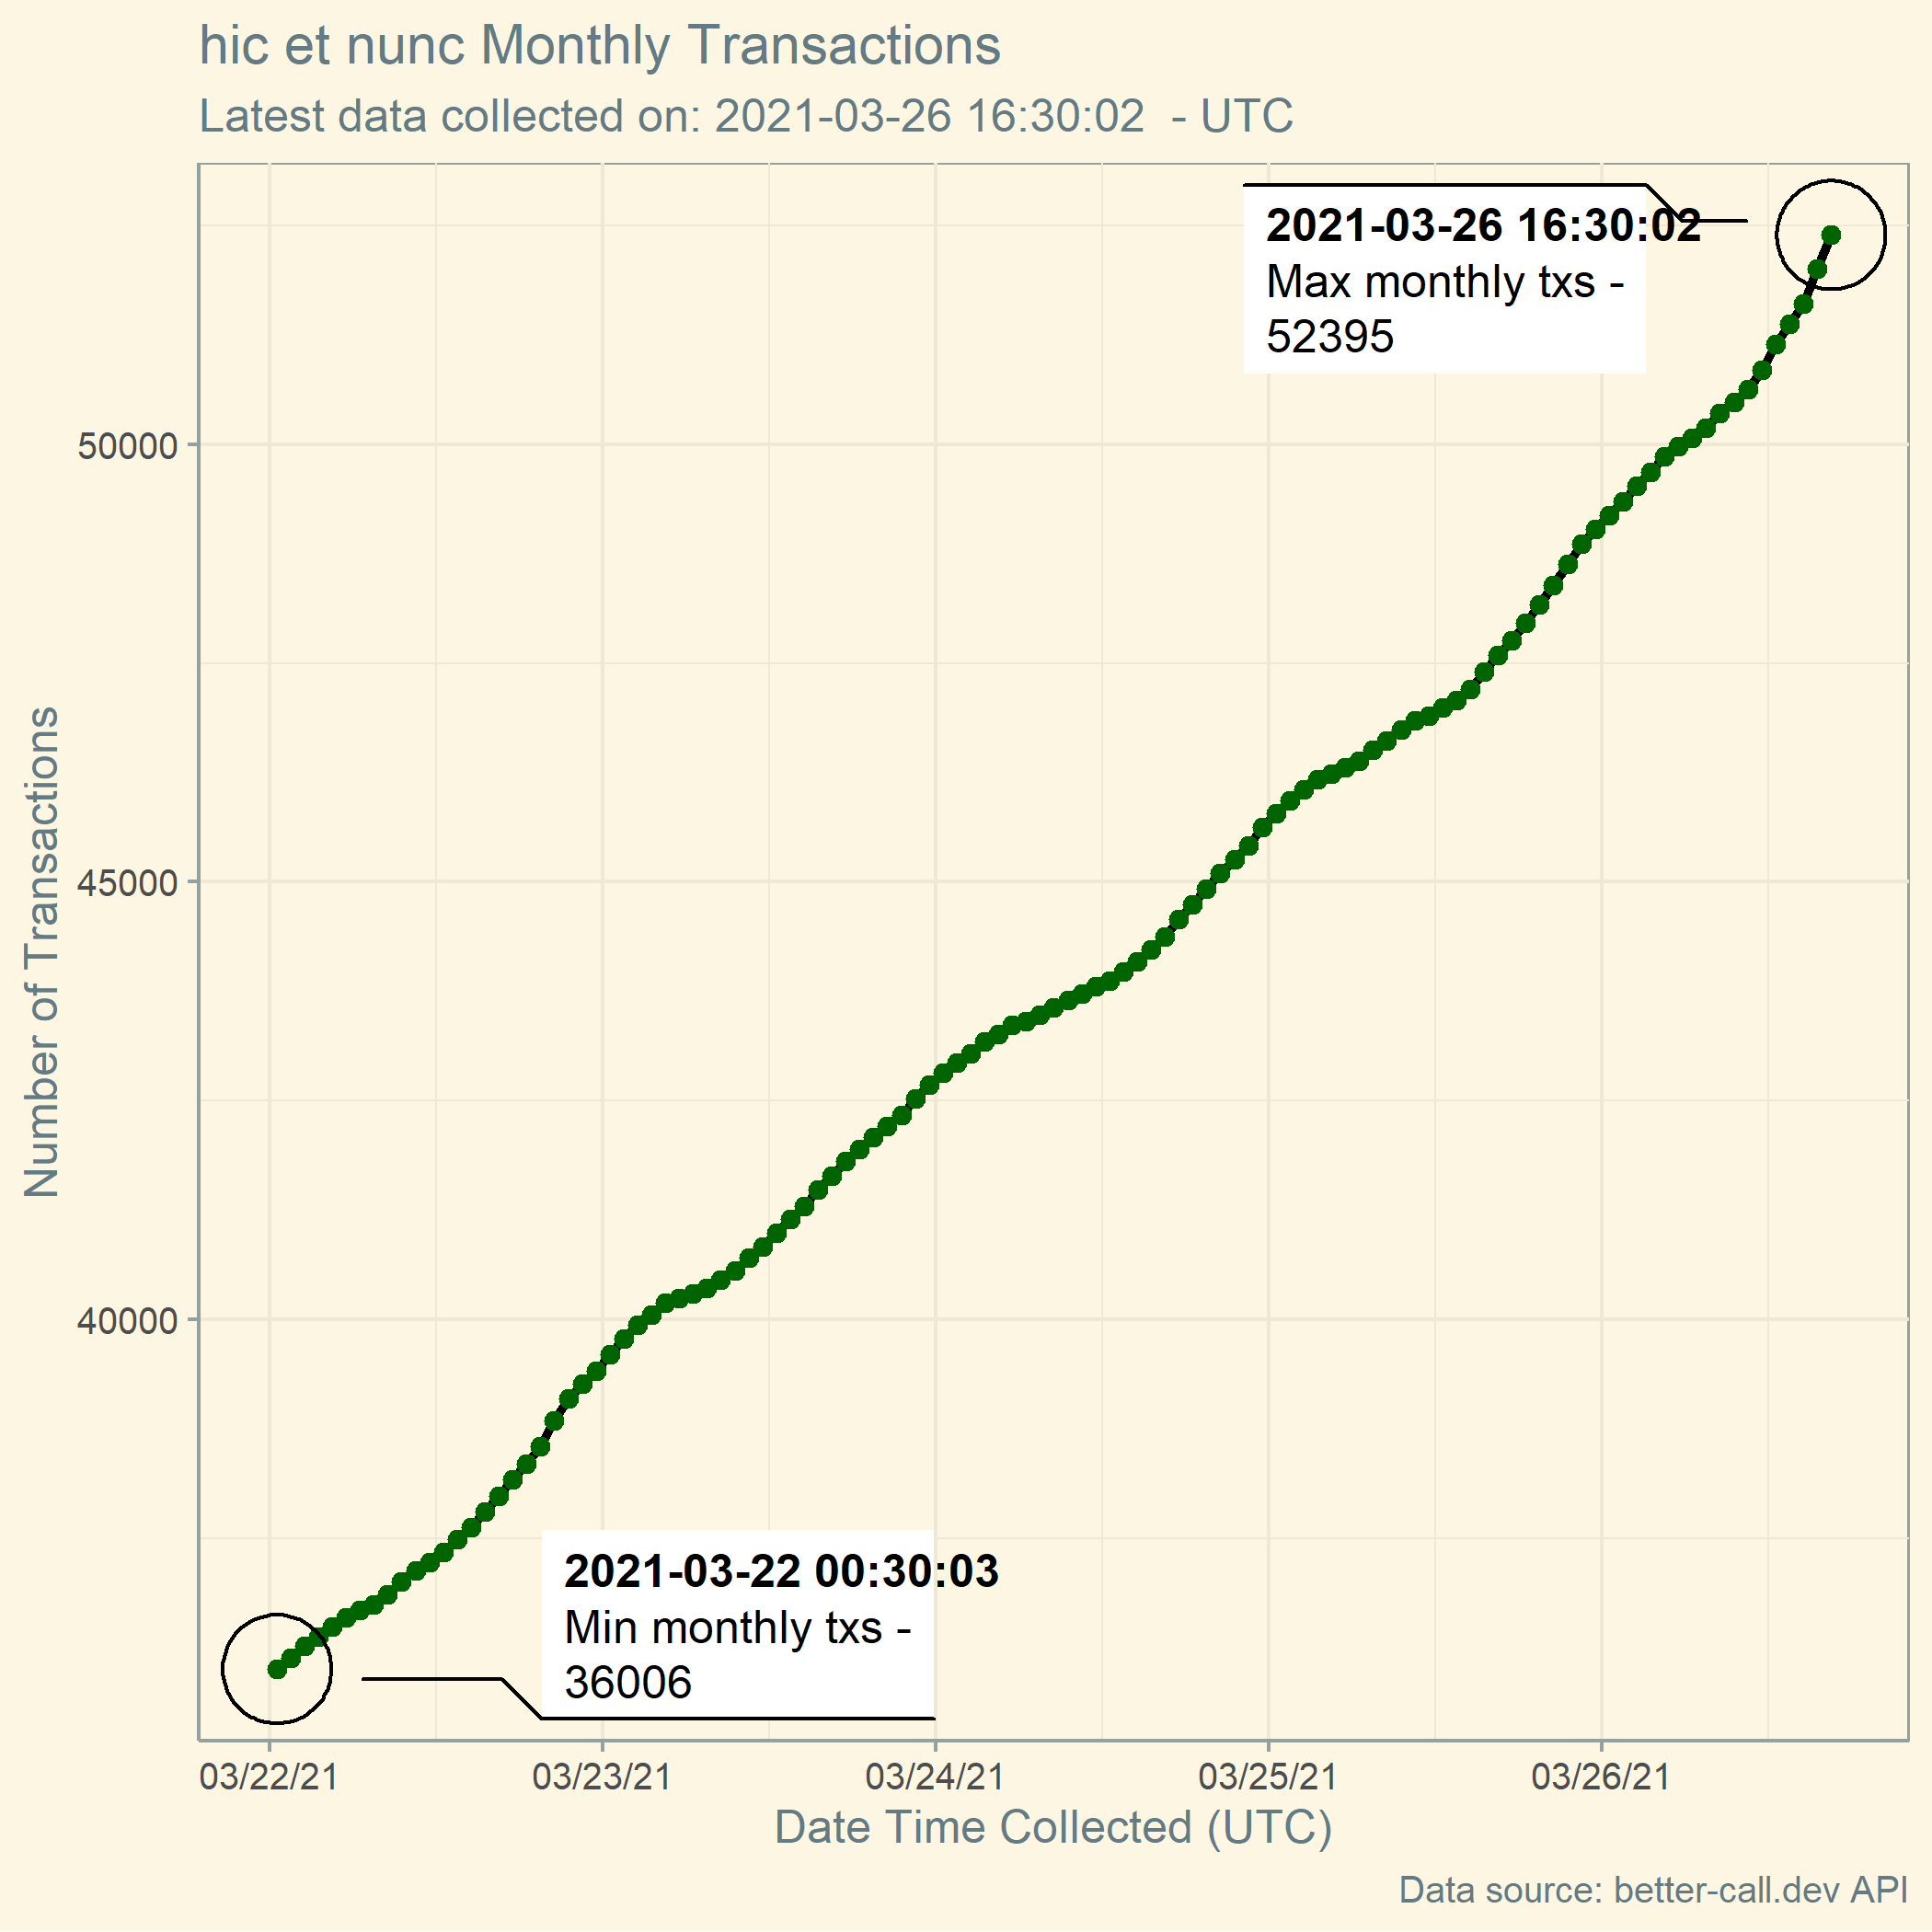 hic et nunc Monthly Transactions
Latest data collected on: 2021-03-26 16:30:02  - UTC
2021-03-26 16:30:02
Max monthly txs -
52395
50000
45000
40000
Number of Transactions
2021-03-22 00:30:03
Min monthly txs -
36006
03/22/21 03/23/21 03/24/21 03/25/21 03/26/21
Date Time Collected (UTC)
Data source: better-call.dev API